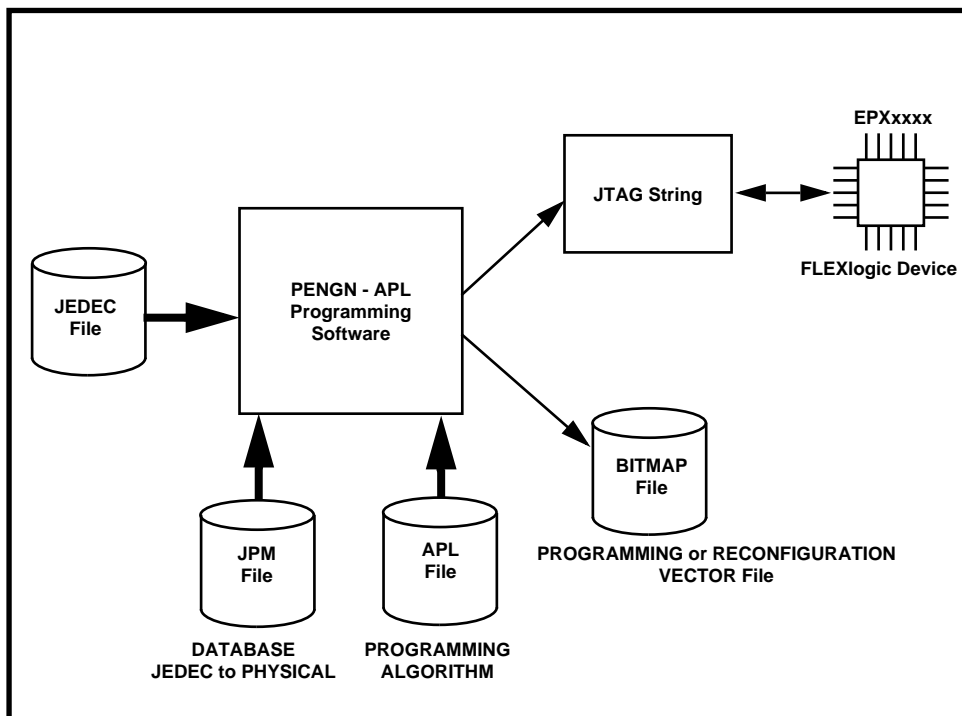 EPXxxxx
JTAG String
FLEXlogic Device
PENGN - APL
Programming
Software
JEDEC
File
BITMAP
File
PROGRAMMING or RECONFIGURATION
VECTOR File
JPM
File
APL
File
DATABASE
JEDEC to PHYSICAL
PROGRAMMING
ALGORITHM